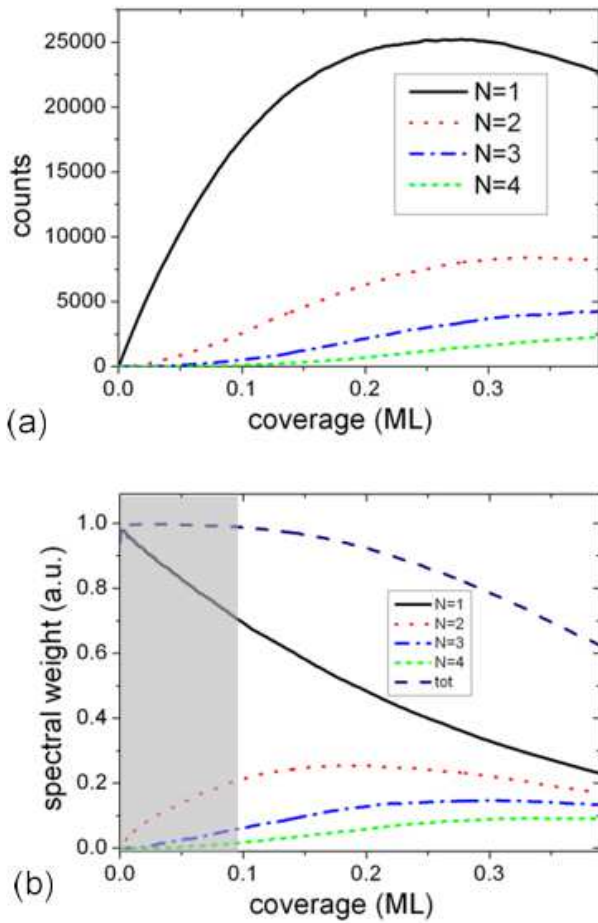 25000
20000
15000
10000
5000
0
counts
N=1
N=2
N=3
N=4
0.0 0.1 0.2 0.3
coverage (ML)
(a)
1.0
0.8
0.6
0.4
0.2
0.0
spectral weight (a.u.)
N=1
N=2
N=3
N=4
tot
0.0 0.1 0.2 0.3
coverage (ML)
(b)